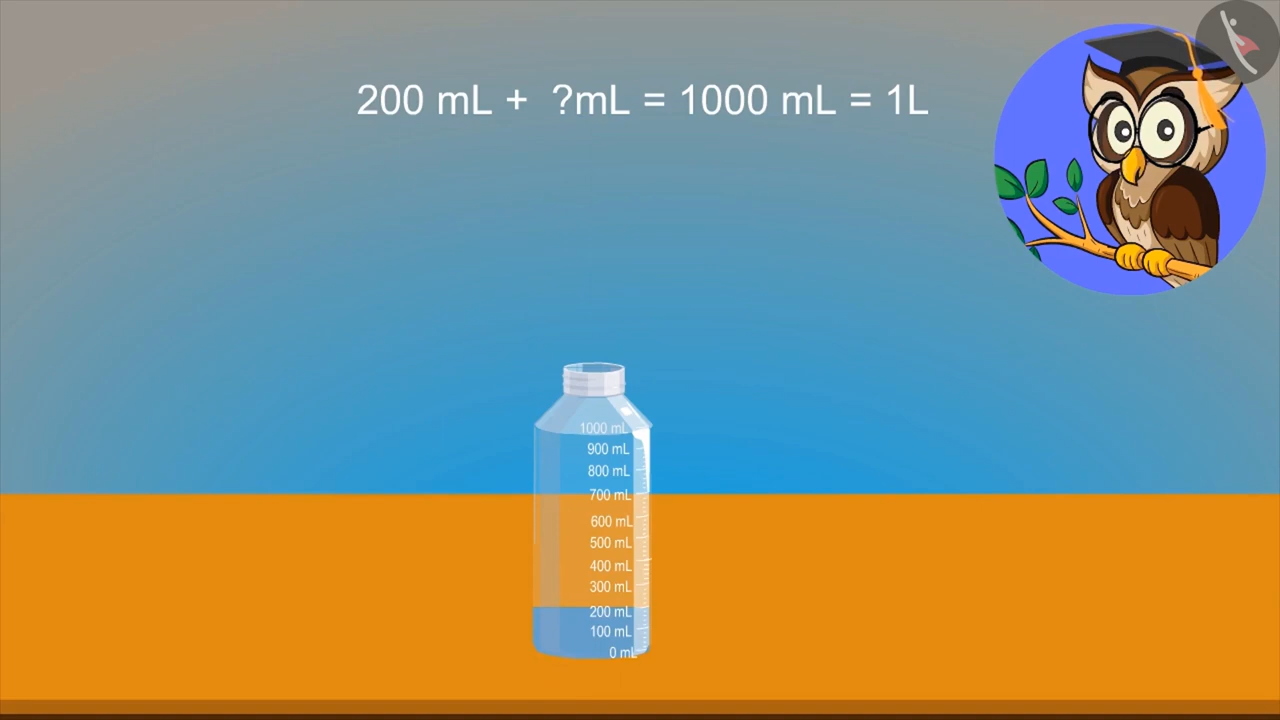 200 mL + ?mL = 1000 mL = 1L
1000 mL
900 mL
800 mL
700 mL
600 mL
500 mL
400 mL
300 mL
200 mL
100 mL
0 mL